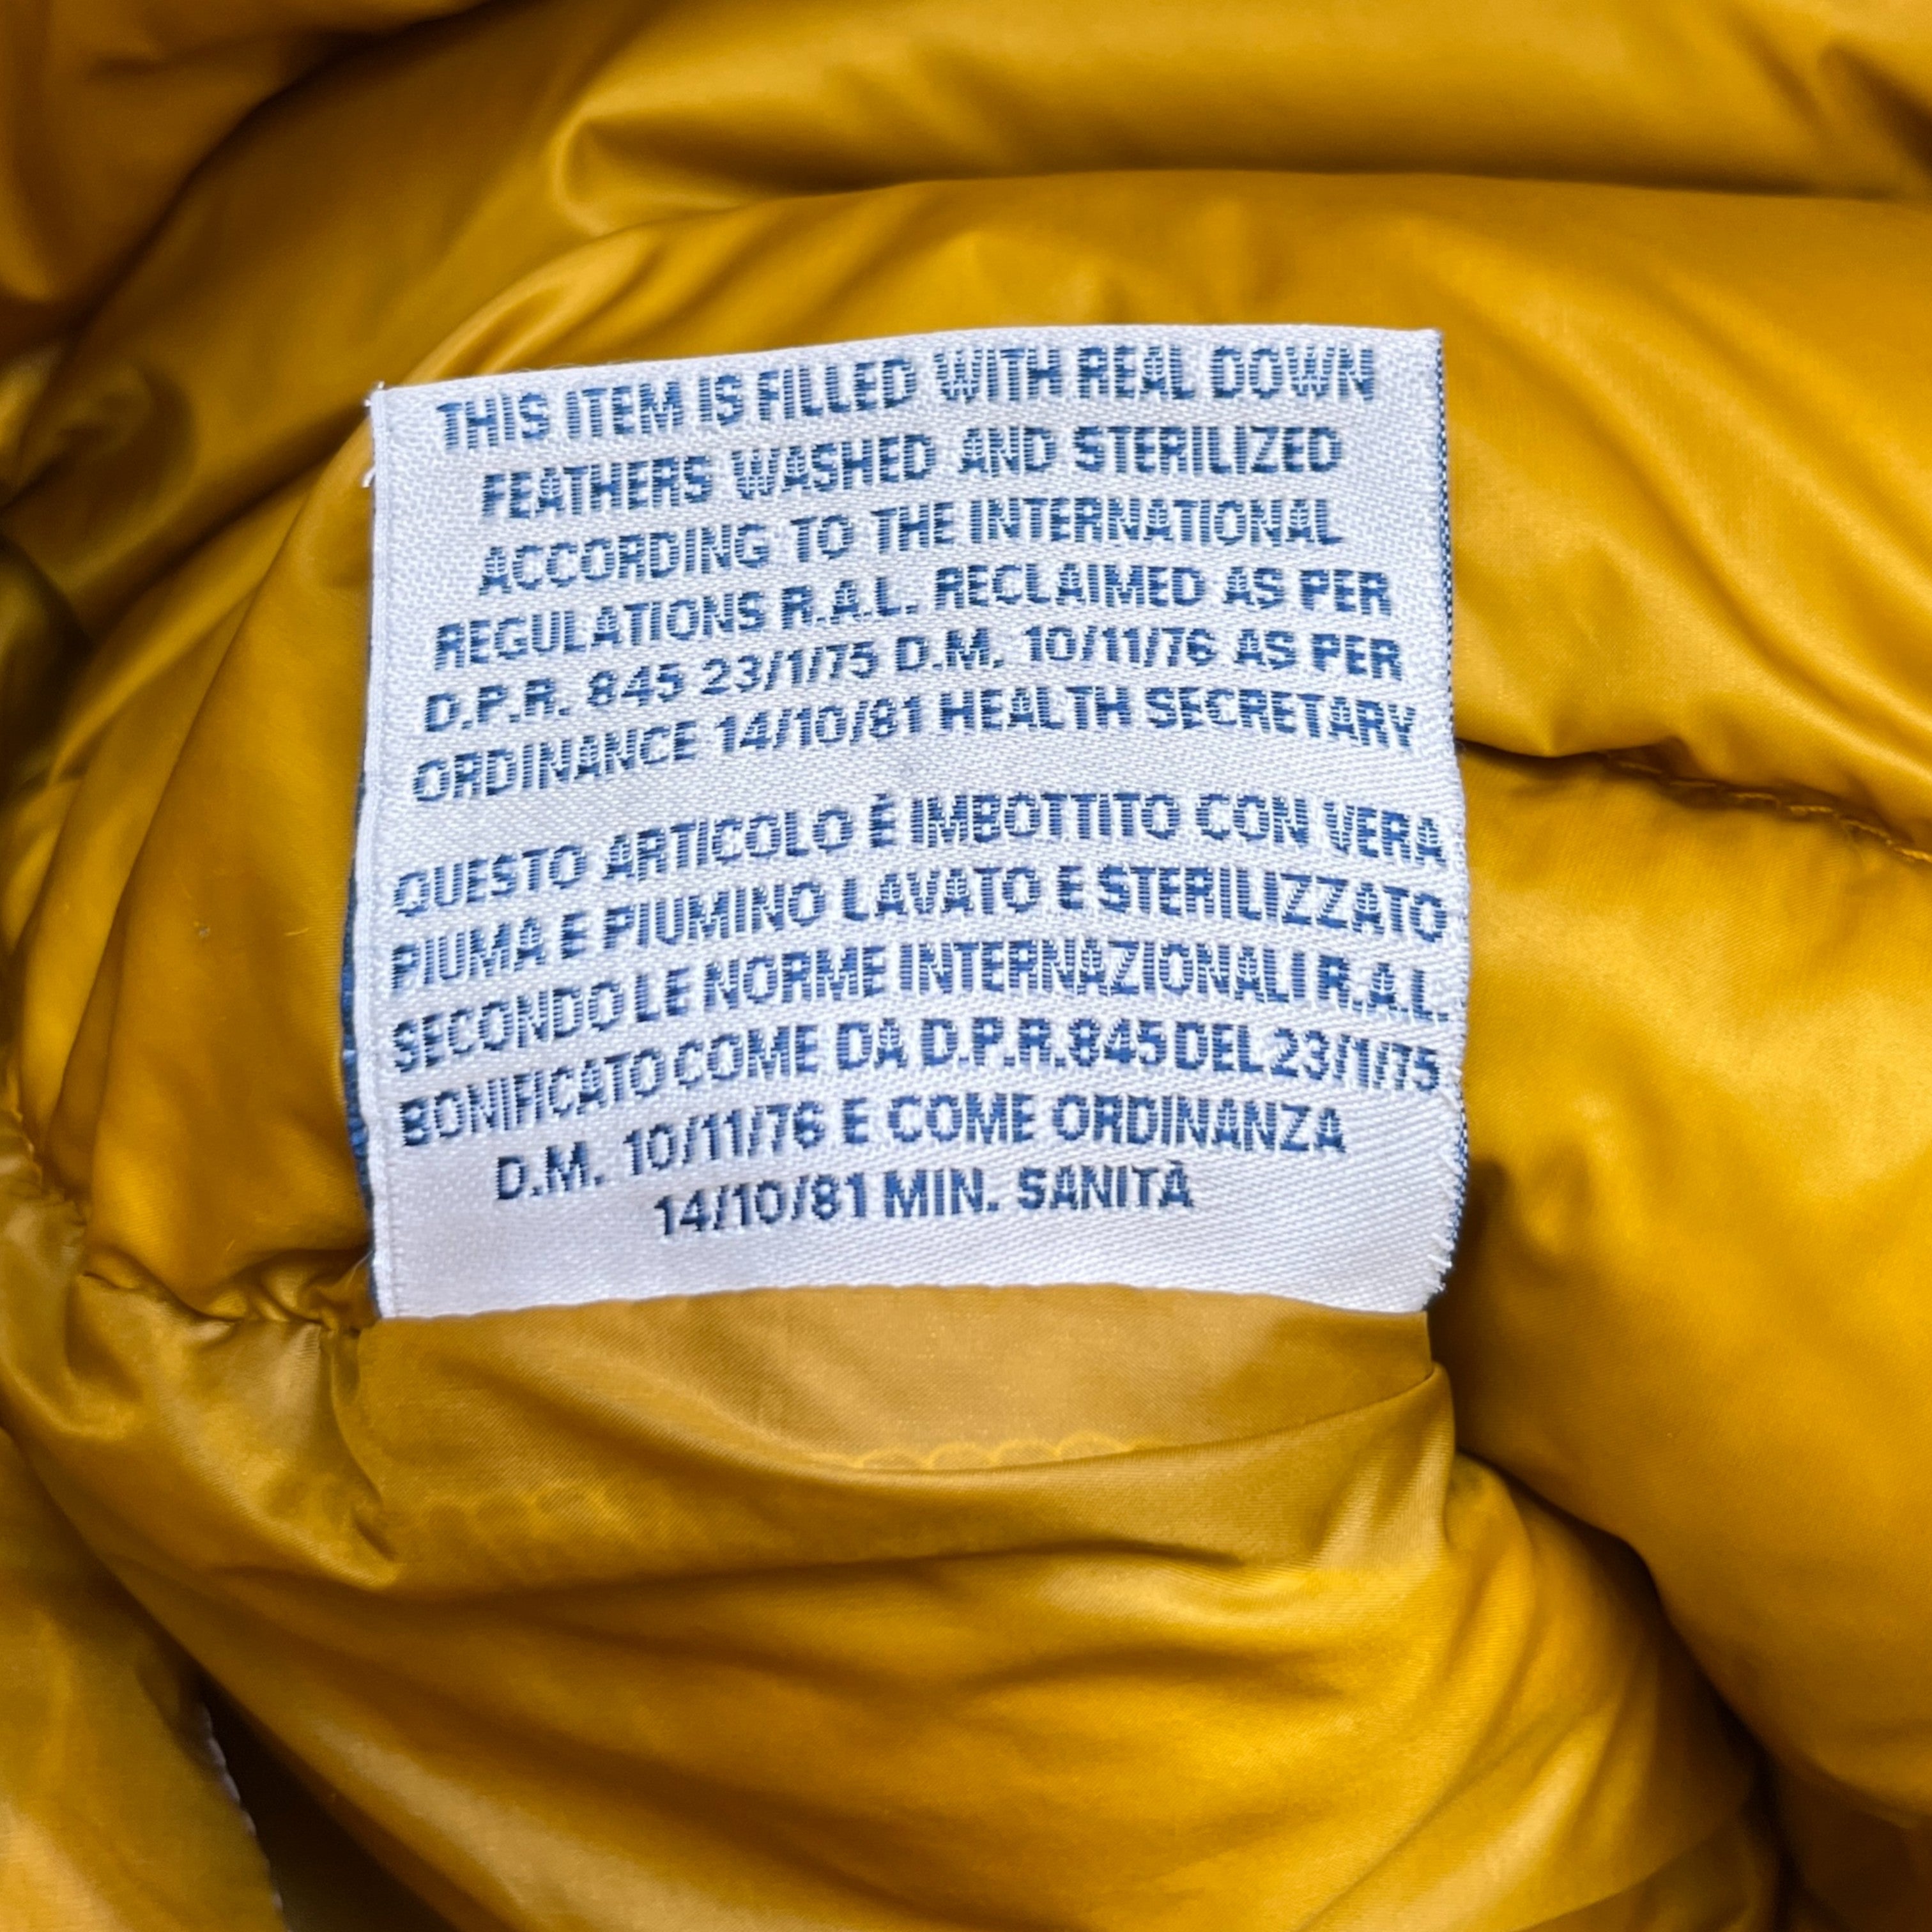 THIS ITEM IS FILLED WITH REAL DOWN
FEATHERS WASHED AND STERILIZED
ACCORDING TO THE INTERNATIONAL
REGULATIONS R.A.L. RECLAIMED AS PER
D.P.R. 845 23/1/75 D.M. 10/11/76 AS PER
ORDINANCE 14/10/81 HEALTH SECRETARY
QUESTO ARTICOLO È IMBOTTITO CON VERA
PIUMA E PIUMINO LAVATO E STERILIZZATO
SECONDO LE NORME INTERNAZIONALI R.A.L.
BONIFICATO COME DA D.P.R. 845 DEL 23/1/75
D.M. 10/11/76 E COME ORDINANZA
14/10/81 MIN. SANITÀ